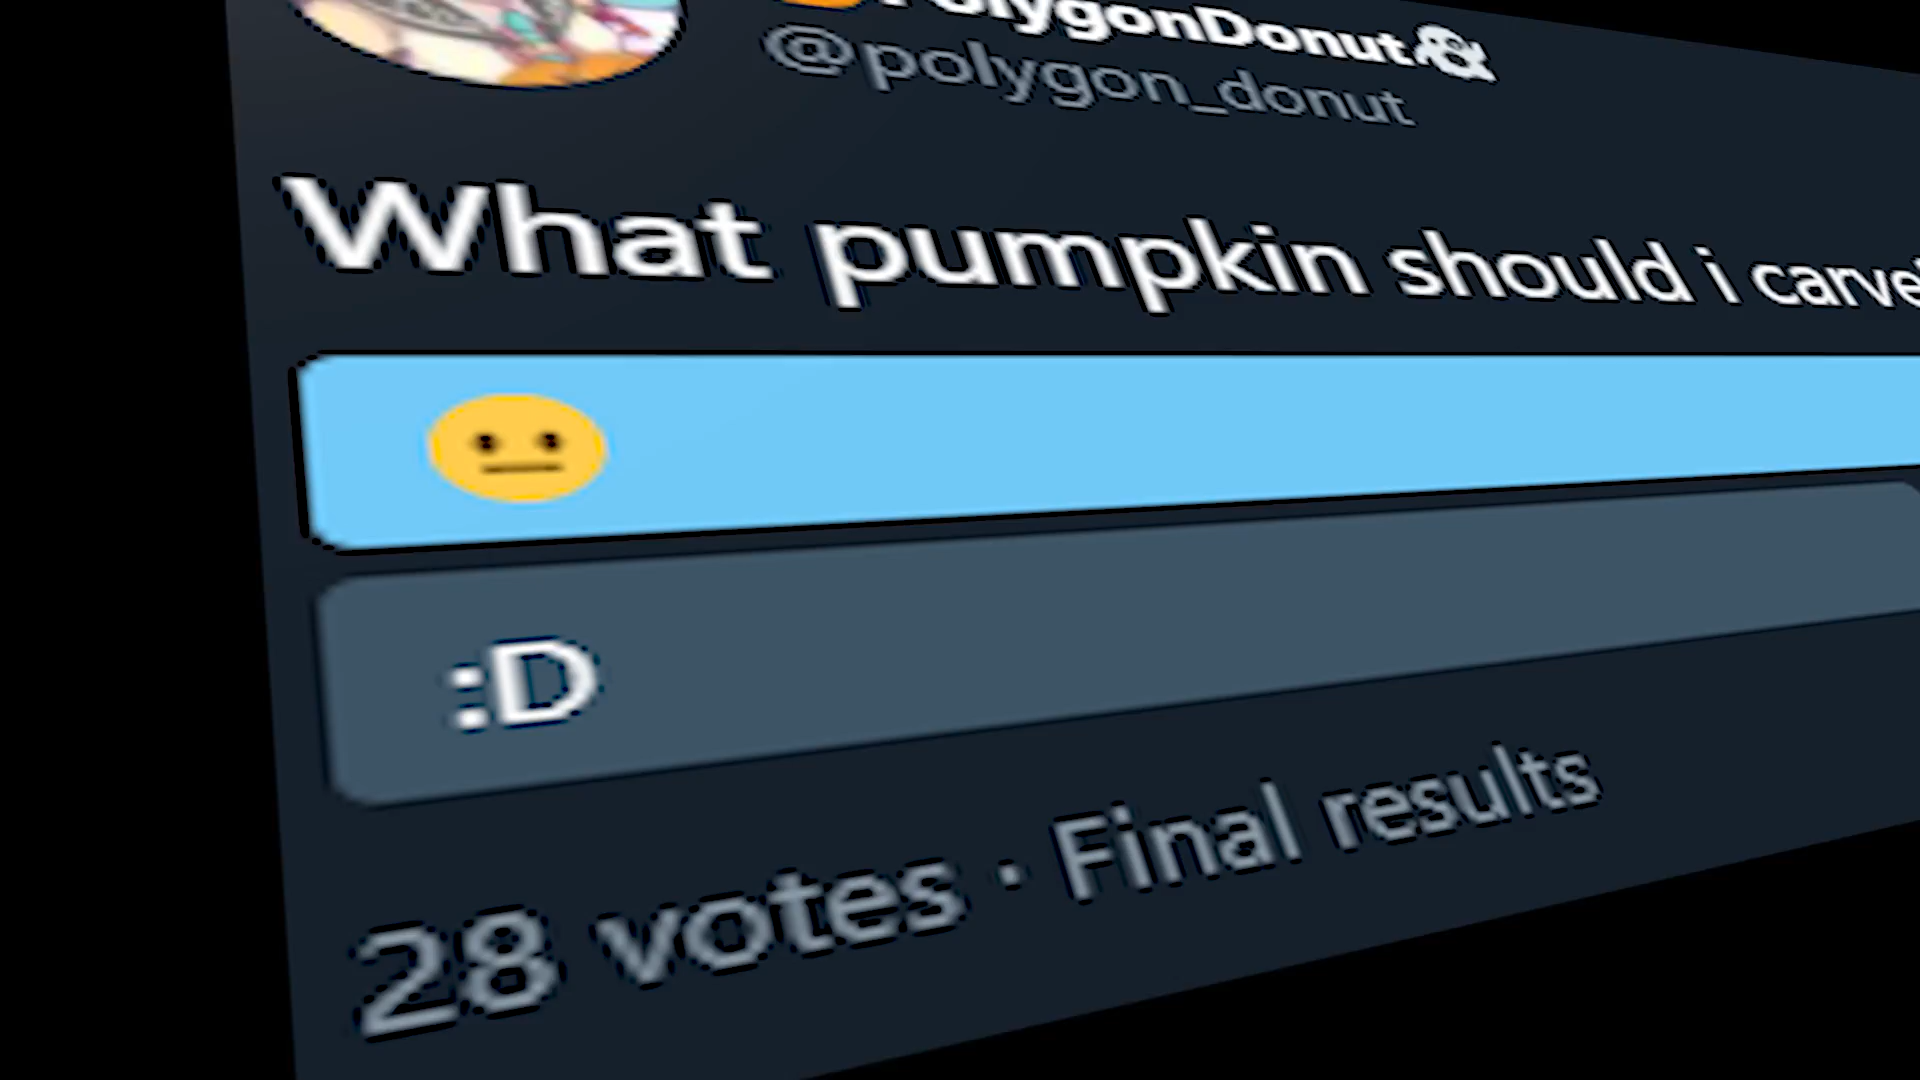 PolygonDonut
@polygon_donut
What pumpkin should i carve
😐
:D
28 votes · Final results